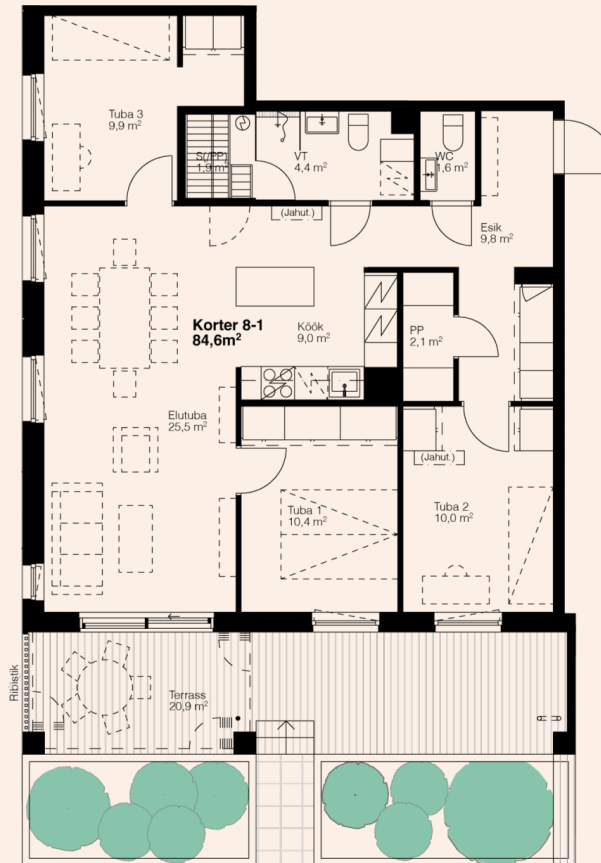 Tuba 3
9,9 m²
S(/PP)
1,9 m²
VT
4,4 m²
WC
1,6 m²
(Jahut.)
Esik
9,8 m²
Korter 8-1
84,6m²
Köök
9,0 m²
PP
2,1 m²
Elutuba
25,5 m²
(Jahut.)
Tuba 1
10,4 m²
Tuba 2
10,0 m²
Ribistik
Terrass
20,9 m²